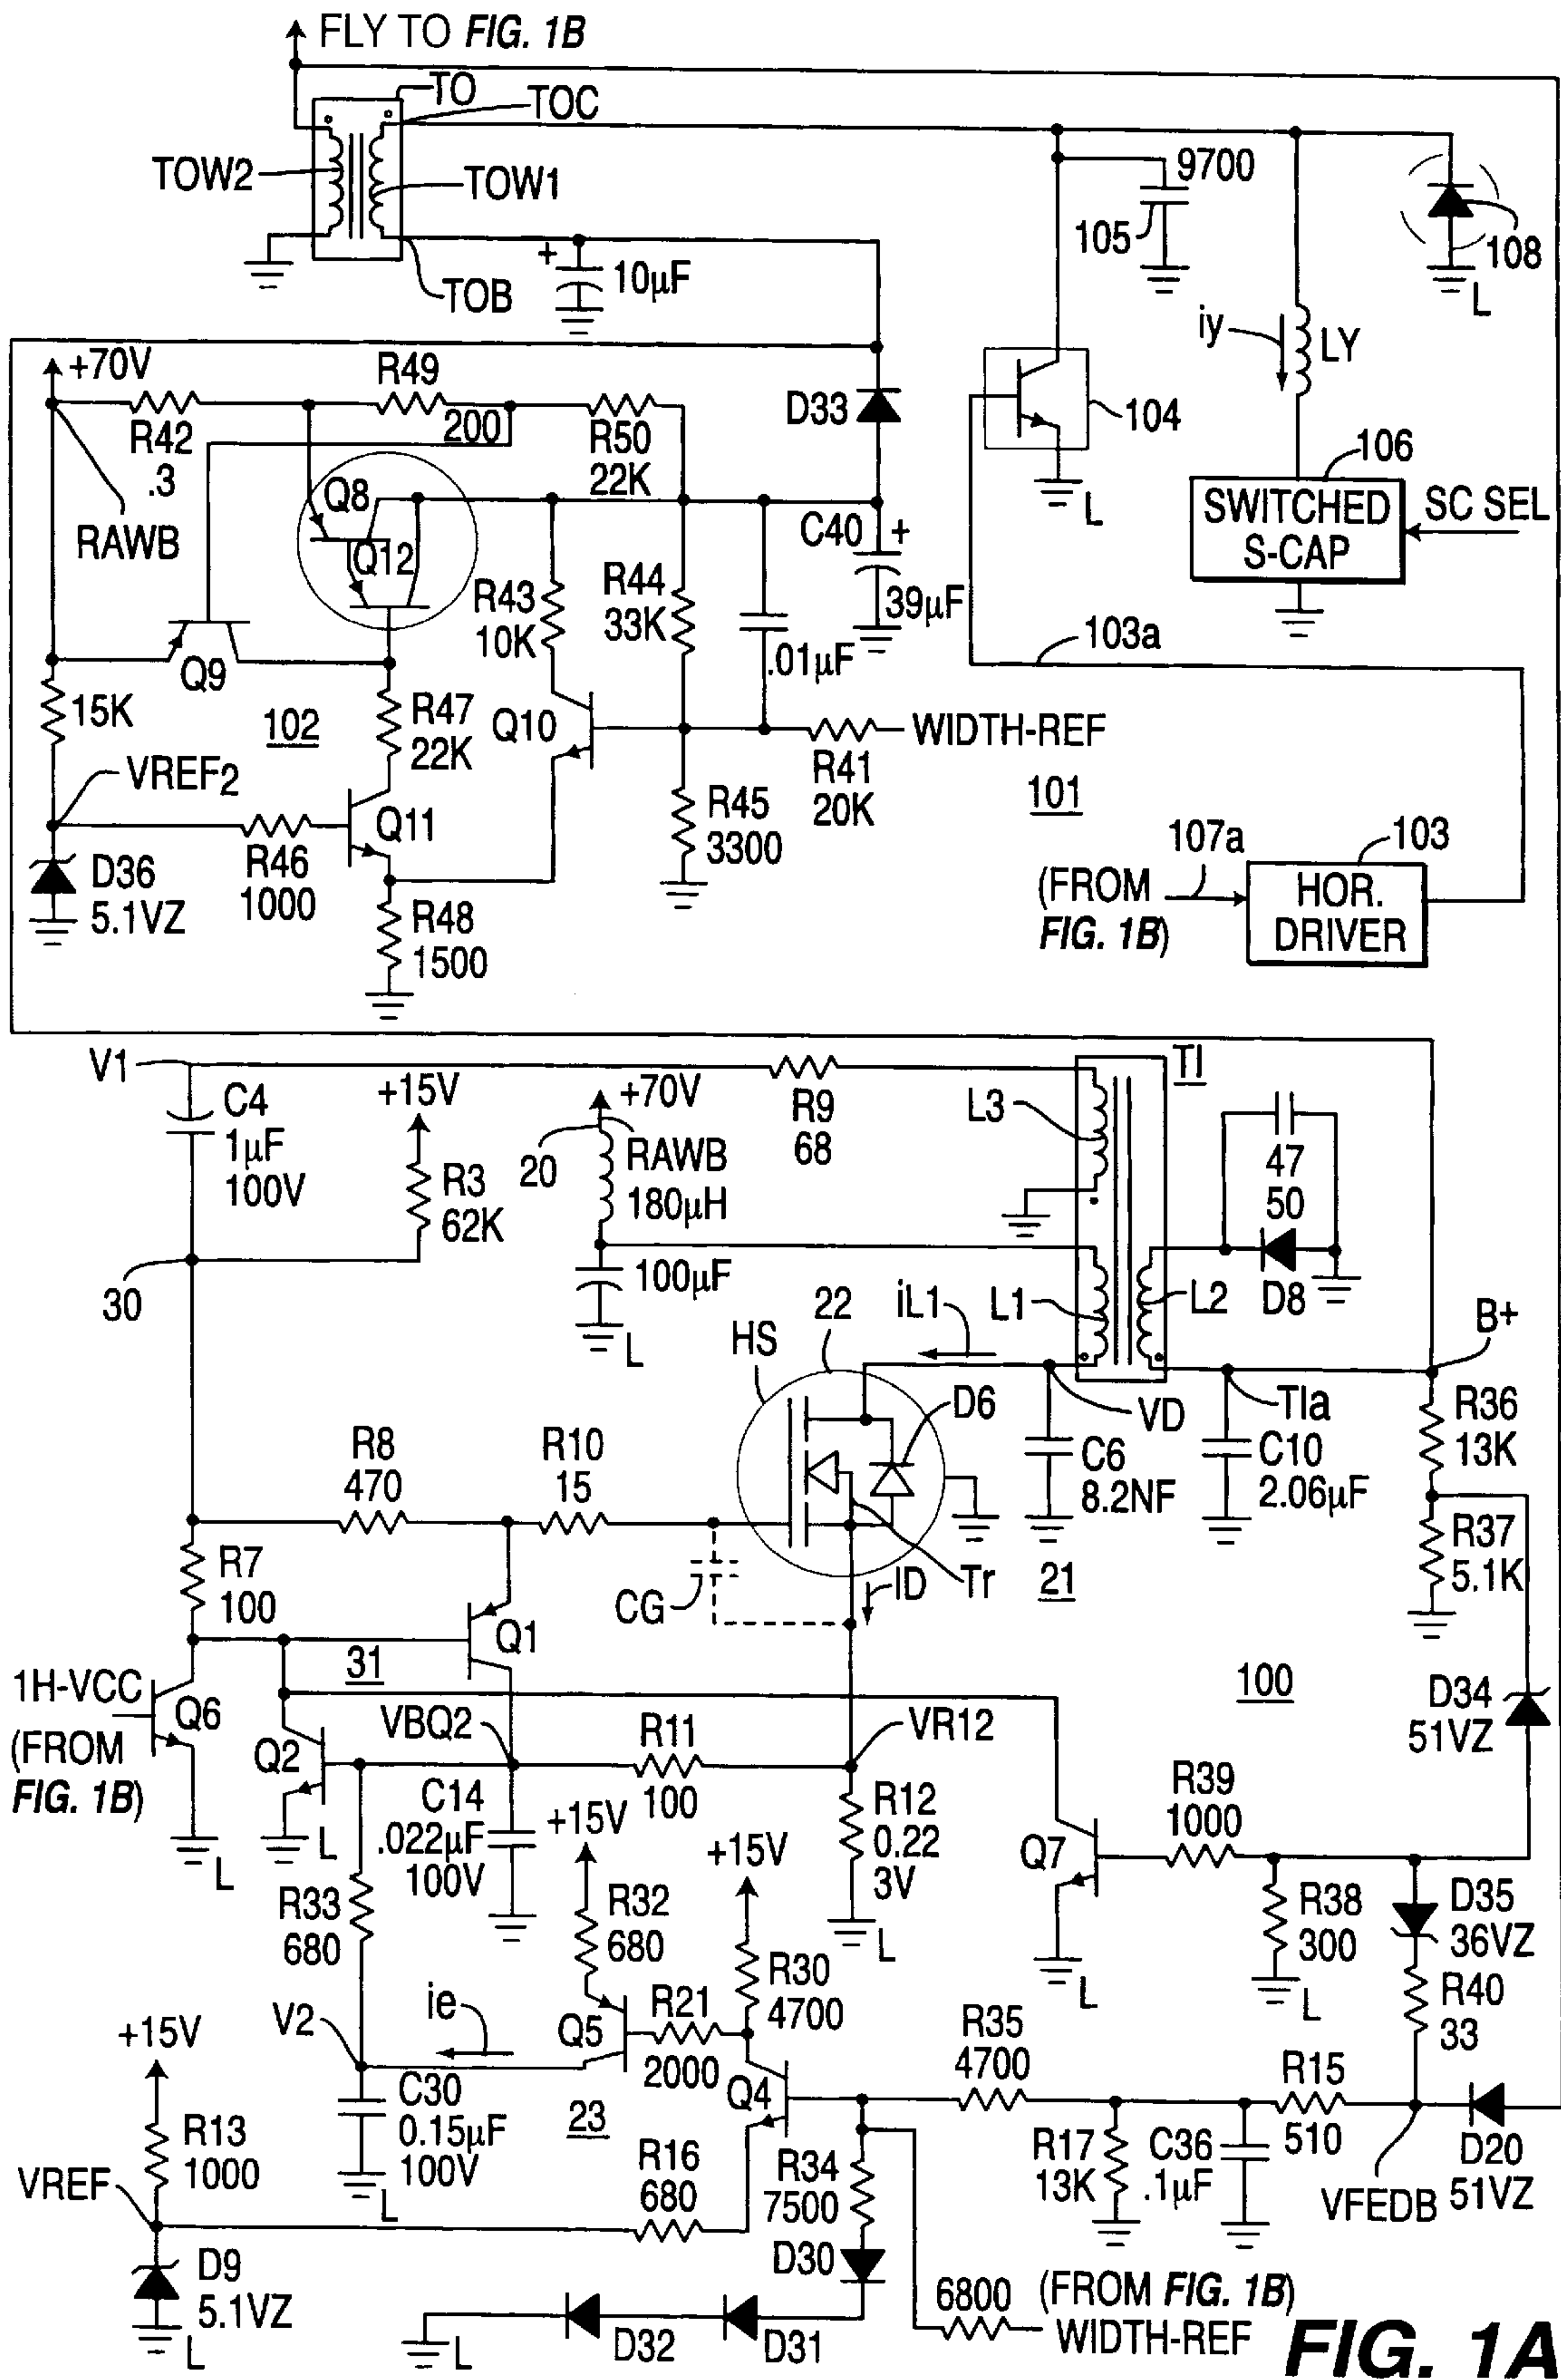 FLY TO FIG. 1B
TO
TOC
TOW2
TOW1
9700
105
108
L
+
10µF
TOB
iy
LY
+70V
R49
200
R42
.3
R50
22K
D33
104
L
106
SWITCHED
S-CAP
SC SEL
RAWB
Q8
Q12
C40
+
39µF
R43
10K
R44
33K
.01µF
103a
Q9
15K
102
R47
22K
Q10
WIDTH-REF
R41
20K
101
VREF2
Q11
R45
3300
107a
103
(FROM
FIG. 1B)
HOR.
DRIVER
D36
5.1VZ
R46
1000
R48
1500
V1
C4
1µF
100V
+15V
R3
62K
20
+70V
RAWB
180µH
R9
68
TI
L3
47
50
30
100µF
L
22
iL1
L1
L2
D8
B+
HS
D6
VD
TIa
R36
13K
R8
470
R10
15
C6
8.2NF
C10
2.06µF
R37
5.1K
R7
100
CG
ID
Tr
21
Q1
31
100
1H-VCC
(FROM
FIG. 1B)
Q6
L
Q2
L
VBQ2
R11
100
VR12
D34
51VZ
C14
.022µF
100V
+15V
+15V
R12
0.22
3V
L
R39
1000
Q7
L
R33
680
R32
680
R30
4700
R38
300
L
D35
36VZ
R40
33
V2
ie
Q5
R21
2000
+15V
C30
0.15µF
100V
L
23
Q4
R35
4700
R15
510
R13
1000
VREF
R16
680
R34
7500
R17
13K
C36
.1µF
VFEDB
D20
51VZ
D9
5.1VZ
L
D30
L
D32
D31
6800
(FROM FIG. 1B)
WIDTH-REF
FIG. 1A